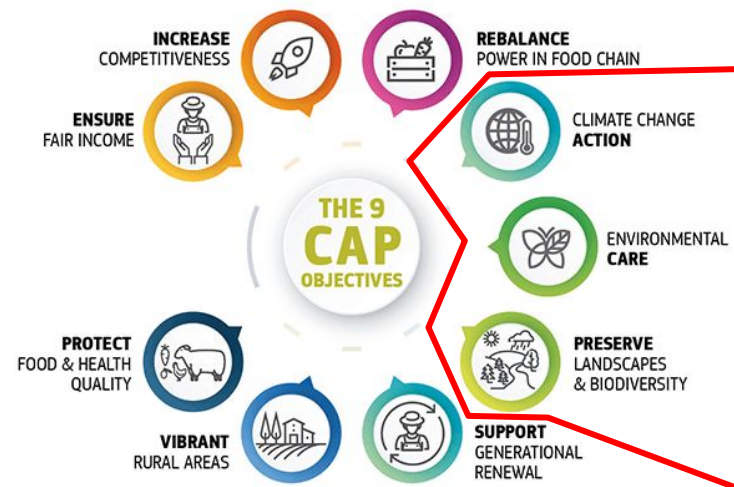 INCREASE
COMPETITIVENESS
REBALANCE
POWER IN FOOD CHAIN
ENSURE
FAIR INCOME
CLIMATE CHANGE
ACTION
THE 9
CAP
OBJECTIVES
ENVIRONMENTAL
CARE
PROTECT
FOOD & HEALTH
QUALITY
PRESERVE
LANDSCAPES
& BIODIVERSITY
VIBRANT
RURAL AREAS
SUPPORT
GENERATIONAL
RENEWAL